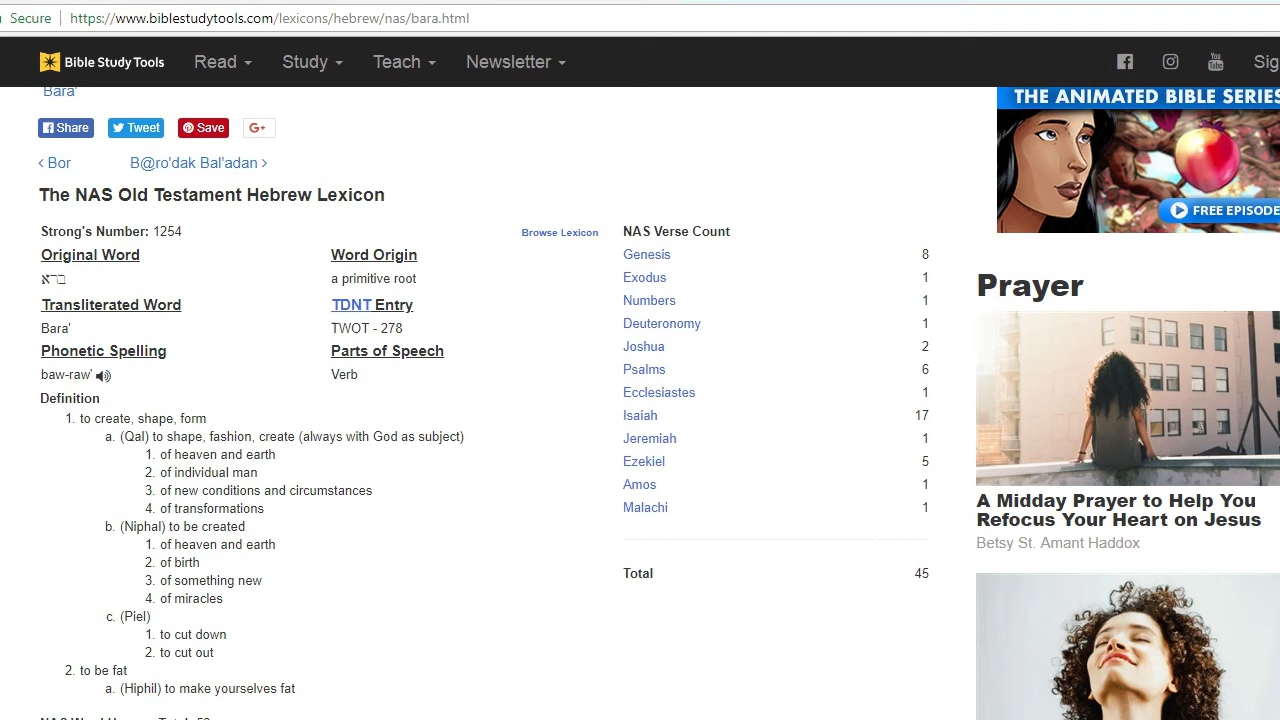 Secure https://www.biblestudytools.com/lexicons/hebrew/nas/bara.html
Bible Study Tools Read Study Teach Newsletter You Tube Sig
Bara'
Share Tweet Save G+
‹ Bor B@ro'dak Bal'adan ›
The NAS Old Testament Hebrew Lexicon
Strong's Number: 1254 Browse Lexicon
Original Word Word Origin
ברא a primitive root
Transliterated Word TDNT Entry
Bara' TWOT - 278
Phonetic Spelling Parts of Speech
baw-raw' Verb
Definition
1. to create, shape, form
a. (Qal) to shape, fashion, create (always with God as subject)
1. of heaven and earth
2. of individual man
3. of new conditions and circumstances
4. of transformations
b. (Niphal) to be created
1. of heaven and earth
2. of birth
3. of something new
4. of miracles
c. (Piel)
1. to cut down
2. to cut out
2. to be fat
a. (Hiphil) to make yourselves fat
NAS Verse Count
Genesis 8
Exodus 1
Numbers 1
Deuteronomy 1
Joshua 2
Psalms 6
Ecclesiastes 1
Isaiah 17
Jeremiah 1
Ezekiel 5
Amos 1
Malachi 1
Total 45
THE ANIMATED BIBLE SERIES
FREE EPISODE
Prayer
A Midday Prayer to Help You
Refocus Your Heart on Jesus
Betsy St. Amant Haddox